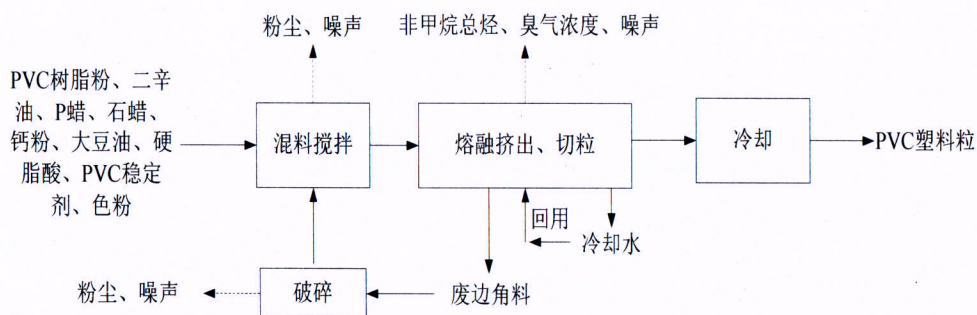 粉尘、噪声
非甲烷总烃、臭气浓度、噪声
PVC树脂粉、二辛
油、P蜡、石蜡、
钙粉、大豆油、硬
脂酸、PVC稳定
剂、色粉
混料搅拌
熔融挤出、切粒
冷却
PVC塑料粒
回用
冷却水
粉尘、噪声
破碎
废边角料